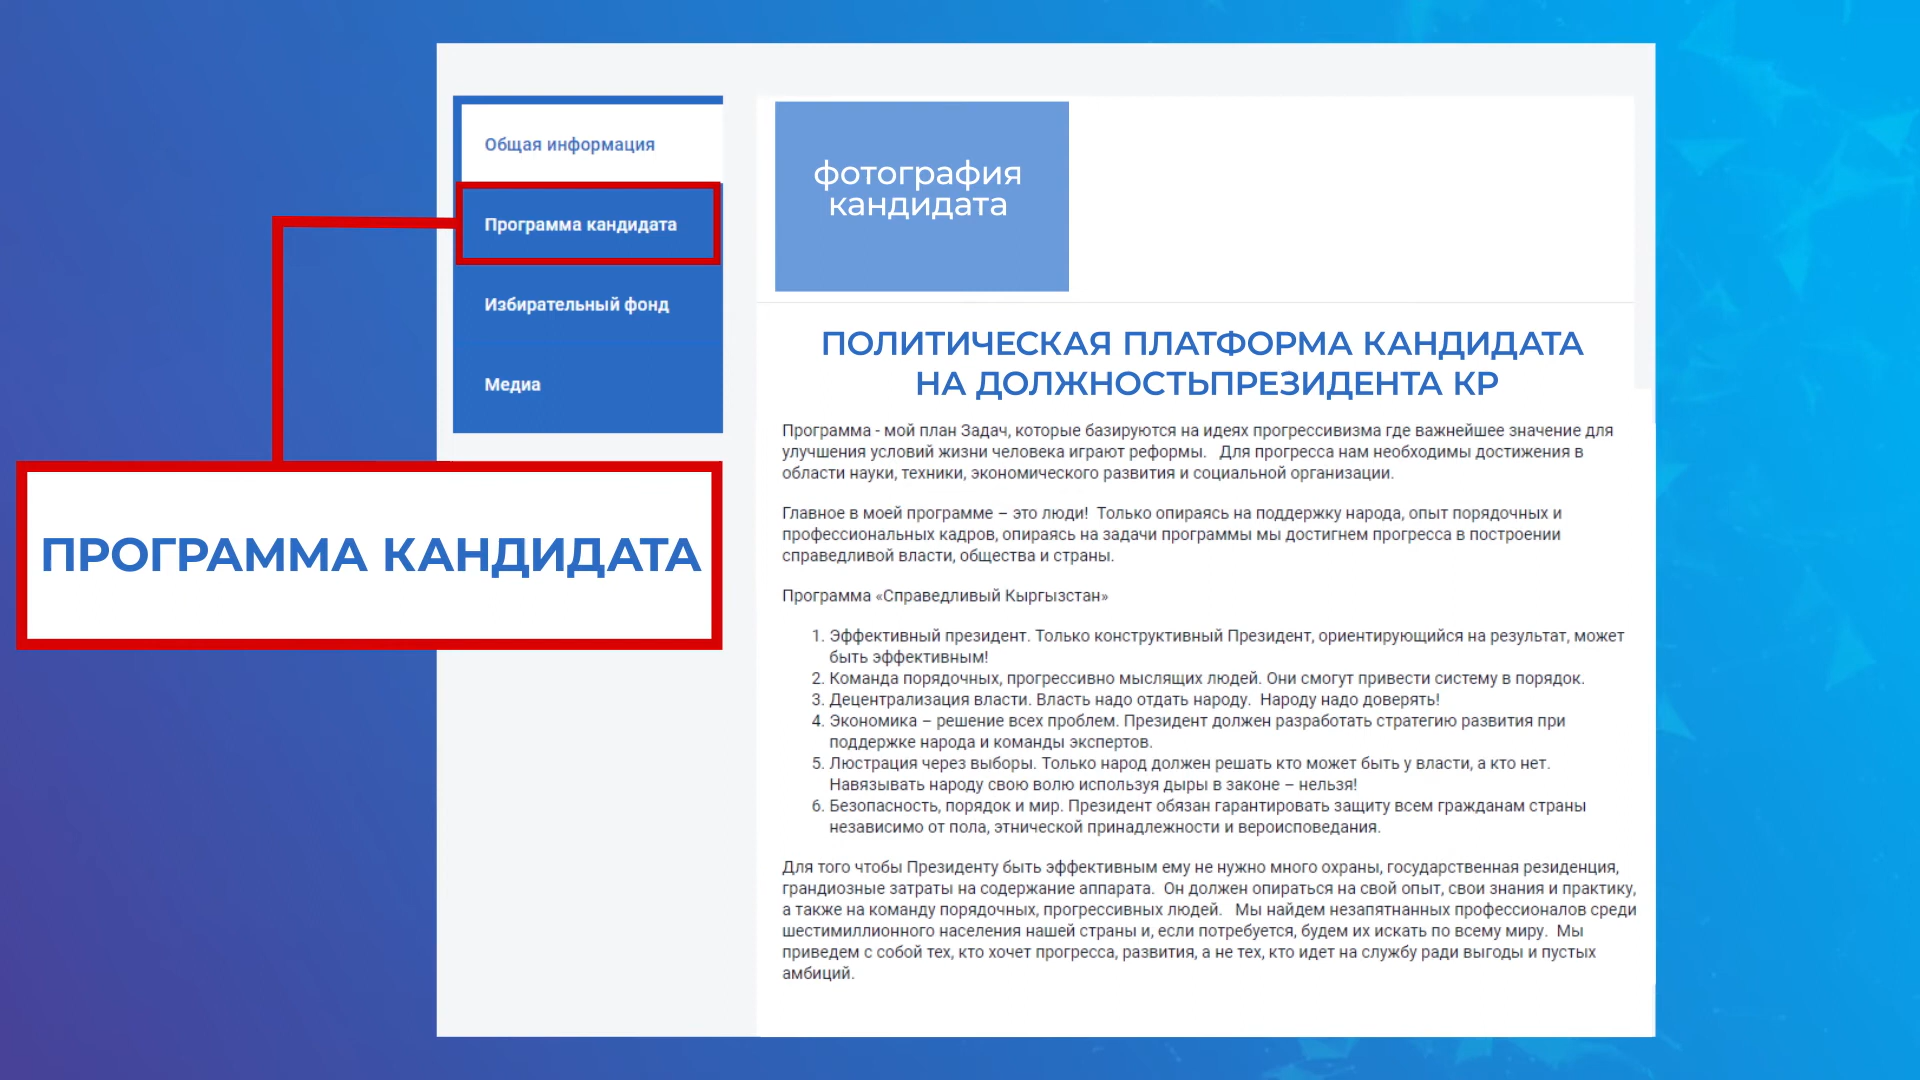 Общая информация
Программа кандидата
Избирательный фонд
Медиа
ПРОГРАММА КАНДИДАТА
фотография
кандидата
ПОЛИТИЧЕСКАЯ ПЛАТФОРМА КАНДИДАТА
НА ДОЛЖНОСТЬПРЕЗИДЕНТА КР
Программа - мой план Задач, которые базируются на идеях прогрессивизма где важнейшее значение для
улучшения условий жизни человека играют реформы. Для прогресса нам необходимы достижения в
области науки, техники, экономического развития и социальной организации.
Главное в моей программе – это люди! Только опираясь на поддержку народа, опыт порядочных и
профессиональных кадров, опираясь на задачи программы мы достигнем прогресса в построении
справедливой власти, общества и страны.
Программа «Справедливый Кыргызстан»
1. Эффективный президент. Только конструктивный Президент, ориентирующийся на результат, может
быть эффективным!
2. Команда порядочных, прогрессивно мыслящих людей. Они смогут привести систему в порядок.
3. Децентрализация власти. Власть надо отдать народу. Народу надо доверять!
4. Экономика – решение всех проблем. Президент должен разработать стратегию развития при
поддержке народа и команды экспертов.
5. Люстрация через выборы. Только народ должен решать кто может быть у власти, а кто нет.
Навязывать народу свою волю используя дыры в законе – нельзя!
6. Безопасность, порядок и мир. Президент обязан гарантировать защиту всем гражданам страны
независимо от пола, этнической принадлежности и вероисповедания.
Для того чтобы Президенту быть эффективным ему не нужно много охраны, государственная резиденция,
грандиозные затраты на содержание аппарата. Он должен опираться на свой опыт, свои знания и практику,
а также на команду порядочных, прогрессивных людей. Мы найдем незапятнанных профессионалов среди
шестимиллионного населения нашей страны и, если потребуется, будем их искать по всему миру. Мы
приведем с собой тех, кто хочет прогресса, развития, а не тех, кто идет на службу ради выгоды и пустых
амбиций.